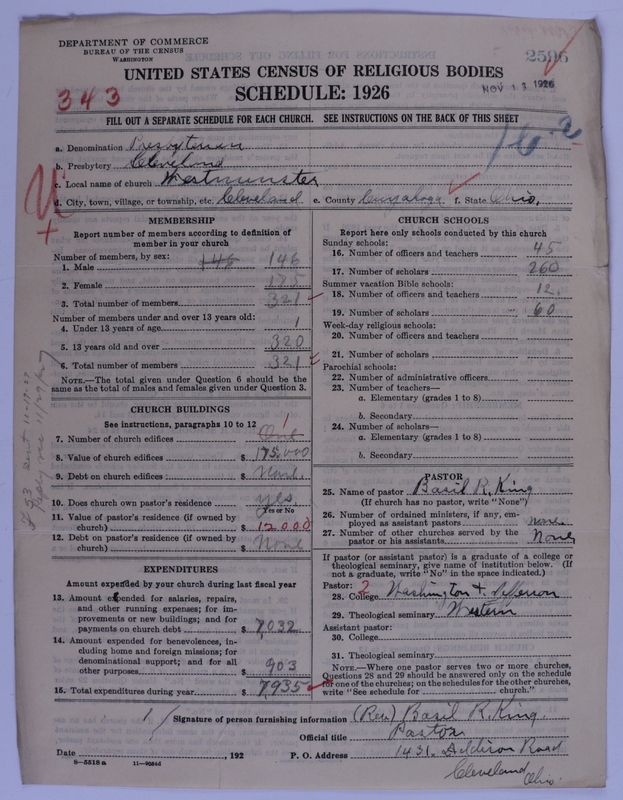 DEPARTMENT OF COMMERCE
BUREAU OF THE CENSUS
WASHINGTON
2596
NOV 13 1926
UNITED STATES CENSUS OF RELIGIOUS BODIES
SCHEDULE: 1926
343
FILL OUT A SEPARATE SCHEDULE FOR EACH CHURCH. SEE INSTRUCTIONS ON THE BACK OF THIS SHEET
a. Denomination Presbyterian
b. Presbytery Cleveland
c. Local name of church Westminster
d. City, town, village, or township, etc. Cleveland e. County Cuyahoga f. State Ohio,
MEMBERSHIP
Report number of members according to definition of
member in your church
Number of members, by sex:
1. Male 146 146
2. Female 175
3. Total number of members 321
Number of members under and over 13 years old:
4. Under 13 years of age 1
5. 13 years old and over 320
6. Total number of members 321
NOTE.—The total given under Question 6 should be the
same as the total of males and females given under Question 3.
CHURCH BUILDINGS
See instructions, paragraphs 10 to 12
7. Number of church edifices One 1
8. Value of church edifices $ 175,000
9. Debt on church edifices $ None
10. Does church own pastor's residence yes
Yes or No
11. Value of pastor's residence (if owned by
church) $ 12,000
12. Debt on pastor's residence (if owned by
church) $ None
EXPENDITURES
Amount expended by your church during last fiscal year
13. Amount expended for salaries, repairs,
and other running expenses; for im-
provements or new buildings; and for
payments on church debt $ 7032
14. Amount expended for benevolences, in-
cluding home and foreign missions; for
denominational support; and for all
other purposes $ 903
15. Total expenditures during year $ 7935
CHURCH SCHOOLS
Report here only schools conducted by this church
Sunday schools:
16. Number of officers and teachers 45
17. Number of scholars 260
Summer vacation Bible schools:
18. Number of officers and teachers 12.
19. Number of scholars 60
Week-day religious schools:
20. Number of officers and teachers
21. Number of scholars
Parochial schools:
22. Number of administrative officers
23. Number of teachers—
a. Elementary (grades 1 to 8)
b. Secondary
24. Number of scholars—
a. Elementary (grades 1 to 8)
b. Secondary
PASTOR
25. Name of pastor Basil R. King
(If church has no pastor, write "None")
26. Number of ordained ministers, if any, em-
ployed as assistant pastors none
27. Number of other churches served by the
pastor or his assistants None
If pastor (or assistant pastor) is a graduate of a college or
theological seminary, give name of institution below. (If
not a graduate, write "No" in the space indicated.)
Pastor: 2
28. College Washington & Jefferson
29. Theological seminary Western
Assistant pastor:
30. College
31. Theological seminary
NOTE.—Where one pastor serves two or more churches,
Questions 28 and 29 should be answered only on the schedule
for one of the churches; on the schedules for the other churches,
write "See schedule for church."
Signature of person furnishing information (Rev) Basil R. King
Official title Pastor
Date , 192 P. O. Address 1431. Addison Road
Cleveland, Ohio.
8—5518a 11—9584d